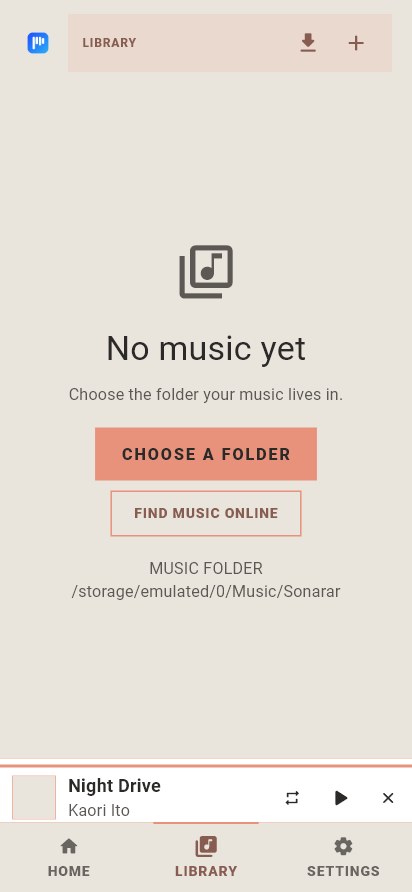 LIBRARY
No music yet
Choose the folder your music lives in.
CHOOSE A FOLDER
FIND MUSIC ONLINE
MUSIC FOLDER
/storage/emulated/0/Music/Sonarar
Night Drive
Kaori Ito
HOME
LIBRARY
SETTINGS